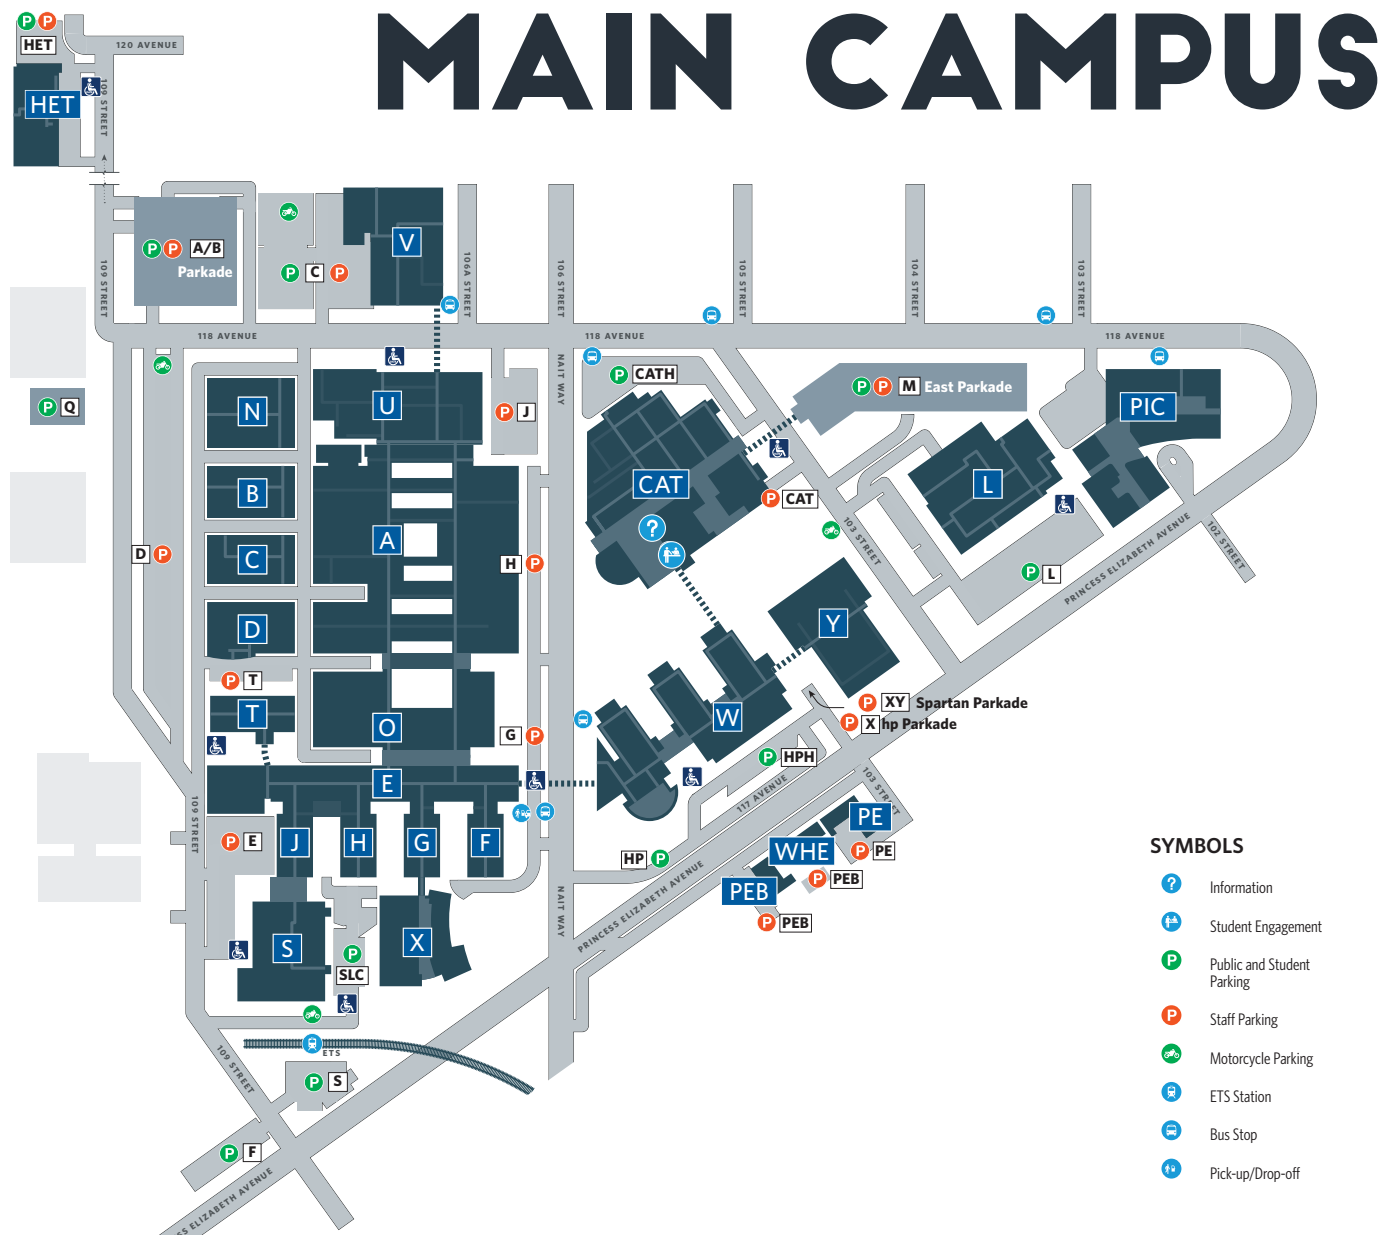 MAIN CAMPUS
P P
HET
120 AVENUE
HET
109 STREET
P P A/B
Parkade
P C P
V
109 STREET
106A STREET
106 STREET
105 STREET
104 STREET
103 STREET
118 AVENUE
118 AVENUE
118 AVENUE
NAIT WAY
P CATH
P P M East Parkade
P Q
N
U
P J
PIC
B
CAT
L
P CAT
A
?
103 STREET
102 STREET
D P
C
H P
P L
PRINCESS ELIZABETH AVENUE
D
Y
P T
T
P XY Spartan Parkade
P X hp Parkade
O
W
G P
P HPH
E
117 AVENUE
103 STREET
109 STREET
P E
J
H
G
F
PE
WHE
P PE
HP P
PEB
P PEB
P PEB
NAIT WAY
PRINCESS ELIZABETH AVENUE
S
X
P
SLC
ETS
109 STREET
P S
P F
SS ELIZABETH AVENUE
SYMBOLS
? Information
Student Engagement
P Public and Student
Parking
P Staff Parking
Motorcycle Parking
ETS Station
Bus Stop
Pick-up/Drop-off